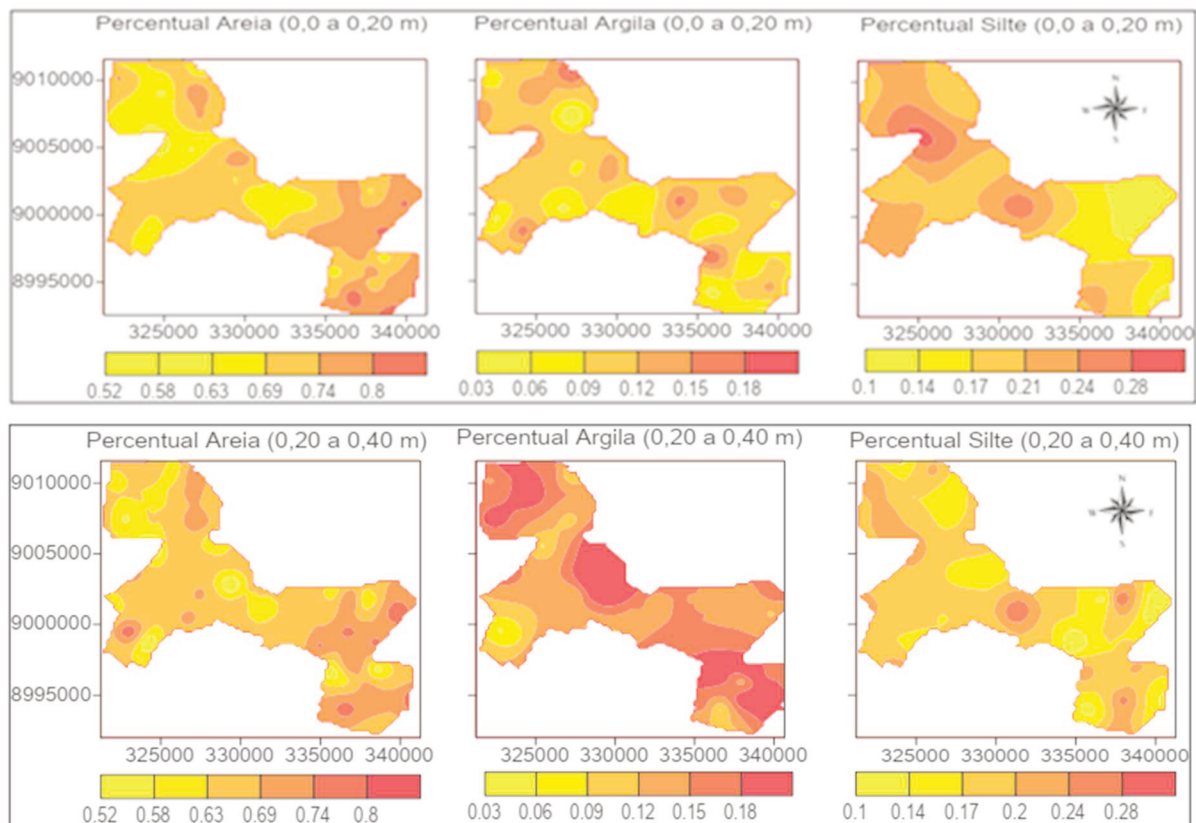 Percentual Areia (0,0 a 0,20 m) Percentual Argila (0,0 a 0,20 m) Percentual Silte (0,0 a 0,20 m)
9010000
9005000
9000000
8995000
N
W
S
325000 330000 335000 340000 325000 330000 335000 340000 325000 330000 335000 340000
0.52 0.58 0.63 0.69 0.74 0.8 0.03 0.06 0.09 0.12 0.15 0.18 0.1 0.14 0.17 0.21 0.24 0.28
Percentual Areia (0,20 a 0,40 m) Percentual Argila (0,20 a 0,40 m) Percentual Silte (0,20 a 0,40 m)
9010000
9005000
9000000
8995000
N
W
S
325000 330000 335000 340000 325000 330000 335000 340000 325000 330000 335000 340000
0.52 0.58 0.63 0.69 0.74 0.8 0.03 0.06 0.09 0.12 0.15 0.18 0.1 0.14 0.17 0.2 0.24 0.28